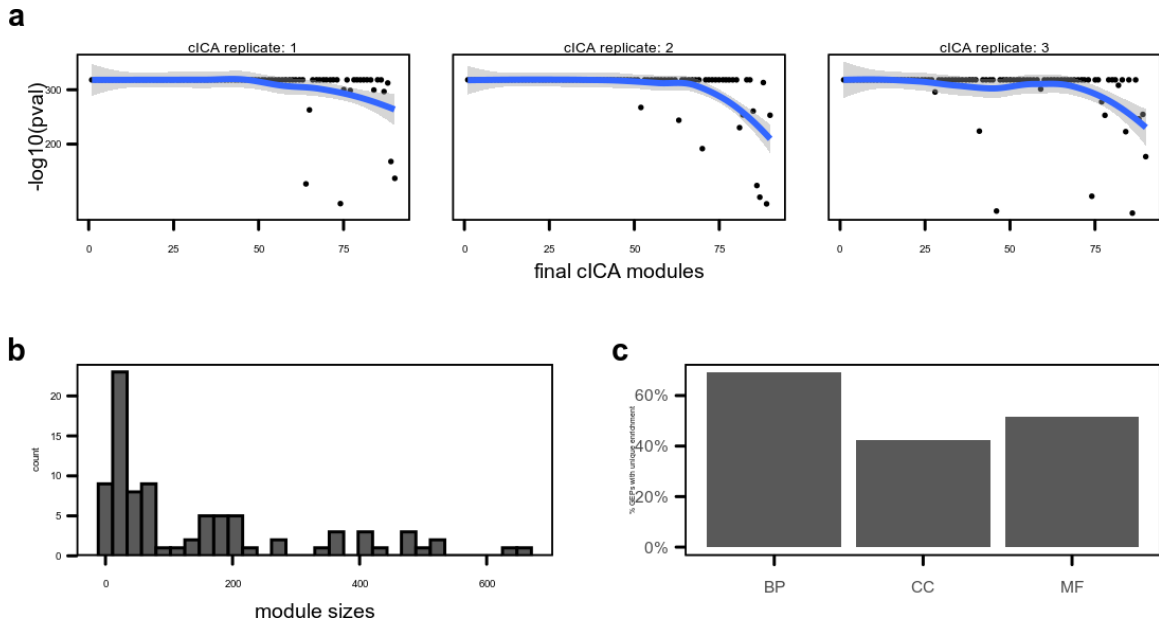 a
cICA replicate: 1
cICA replicate: 2
cICA replicate: 3
-log10(pval)
300
200
0 25 50 75
0 25 50 75
0 25 50 75
final cICA modules
b
count
20
15
10
5
0
0 200 400 600
module sizes
c
% GEPs with unique enrichment
60%
40%
20%
0%
BP CC MF